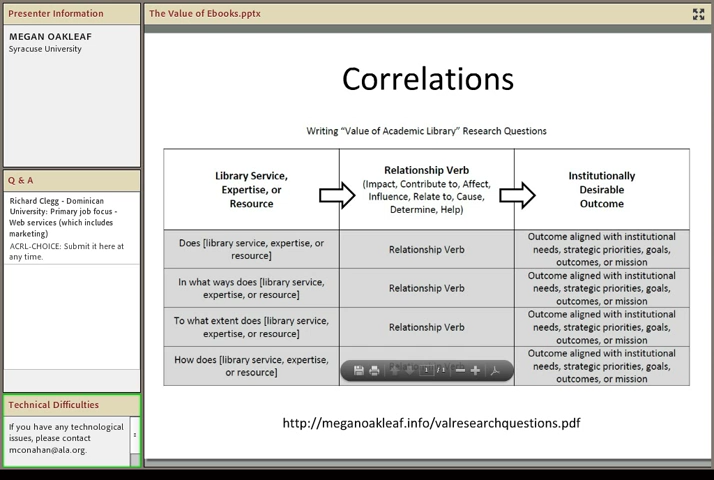 Presenter Information
MEGAN OAKLEAF
Syracuse University
Q & A
Richard Clegg - Dominican
University: Primary job focus -
Web services (which includes
marketing)
ACRL-CHOICE: Submit it here at
any time.
Technical Difficulties
If you have any technological
issues, please contact
mconahan@ala.org.
The Value of Ebooks.pptx
Correlations
Writing “Value of Academic Library” Research Questions
Library Service,
Expertise, or
Resource
Relationship Verb
(Impact, Contribute to, Affect,
Influence, Relate to, Cause,
Determine, Help)
Institutionally
Desirable
Outcome
Does [library service, expertise, or
resource]
Relationship Verb
Outcome aligned with institutional
needs, strategic priorities, goals,
outcomes, or mission
In what ways does [library service,
expertise, or resource]
Relationship Verb
Outcome aligned with institutional
needs, strategic priorities, goals,
outcomes, or mission
To what extent does [library service,
expertise, or resource]
Relationship Verb
Outcome aligned with institutional
needs, strategic priorities, goals,
outcomes, or mission
How does [library service, expertise,
or resource]
Outcome aligned with institutional
needs, strategic priorities, goals,
outcomes, or mission
http://meganoakleaf.info/valresearchquestions.pdf